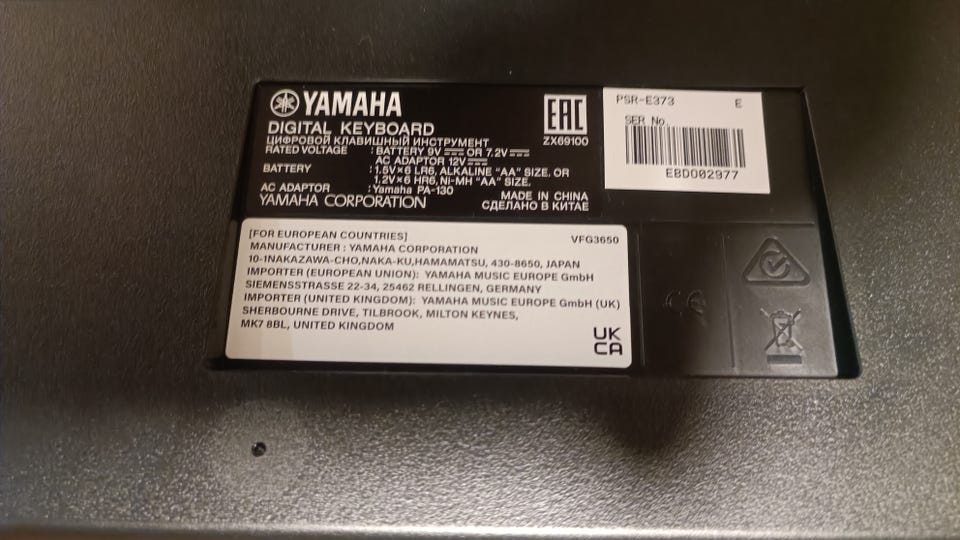 YAMAHA
DIGITAL KEYBOARD
ЦИФРОВОЙ КЛАВИШНЫЙ ИНСТРУМЕНТ
RATED VOLTAGE : BATTERY 9V ⎓ OR 7.2V ⎓
AC ADAPTOR 12V ⎓
BATTERY : 1.5V×6 LR6, ALKALINE "AA" SIZE, OR
1.2V×6 HR6, Ni-MH "AA" SIZE.
AC ADAPTOR : Yamaha PA-130
YAMAHA CORPORATION
EAC
ZX69100
MADE IN CHINA
СДЕЛАНО В КИТАЕ
PSR-E373 E
SER No.
EBDO02977
[FOR EUROPEAN COUNTRIES] VFG3650
MANUFACTURER : YAMAHA CORPORATION
10-1NAKAZAWA-CHO,NAKA-KU,HAMAMATSU, 430-8650, JAPAN
IMPORTER (EUROPEAN UNION): YAMAHA MUSIC EUROPE GmbH
SIEMENSSTRASSE 22-34, 25462 RELLINGEN, GERMANY
IMPORTER (UNITED KINGDOM): YAMAHA MUSIC EUROPE GmbH (UK)
SHERBOURNE DRIVE, TILBROOK, MILTON KEYNES,
MK7 8BL, UNITED KINGDOM
UK
CA
CE